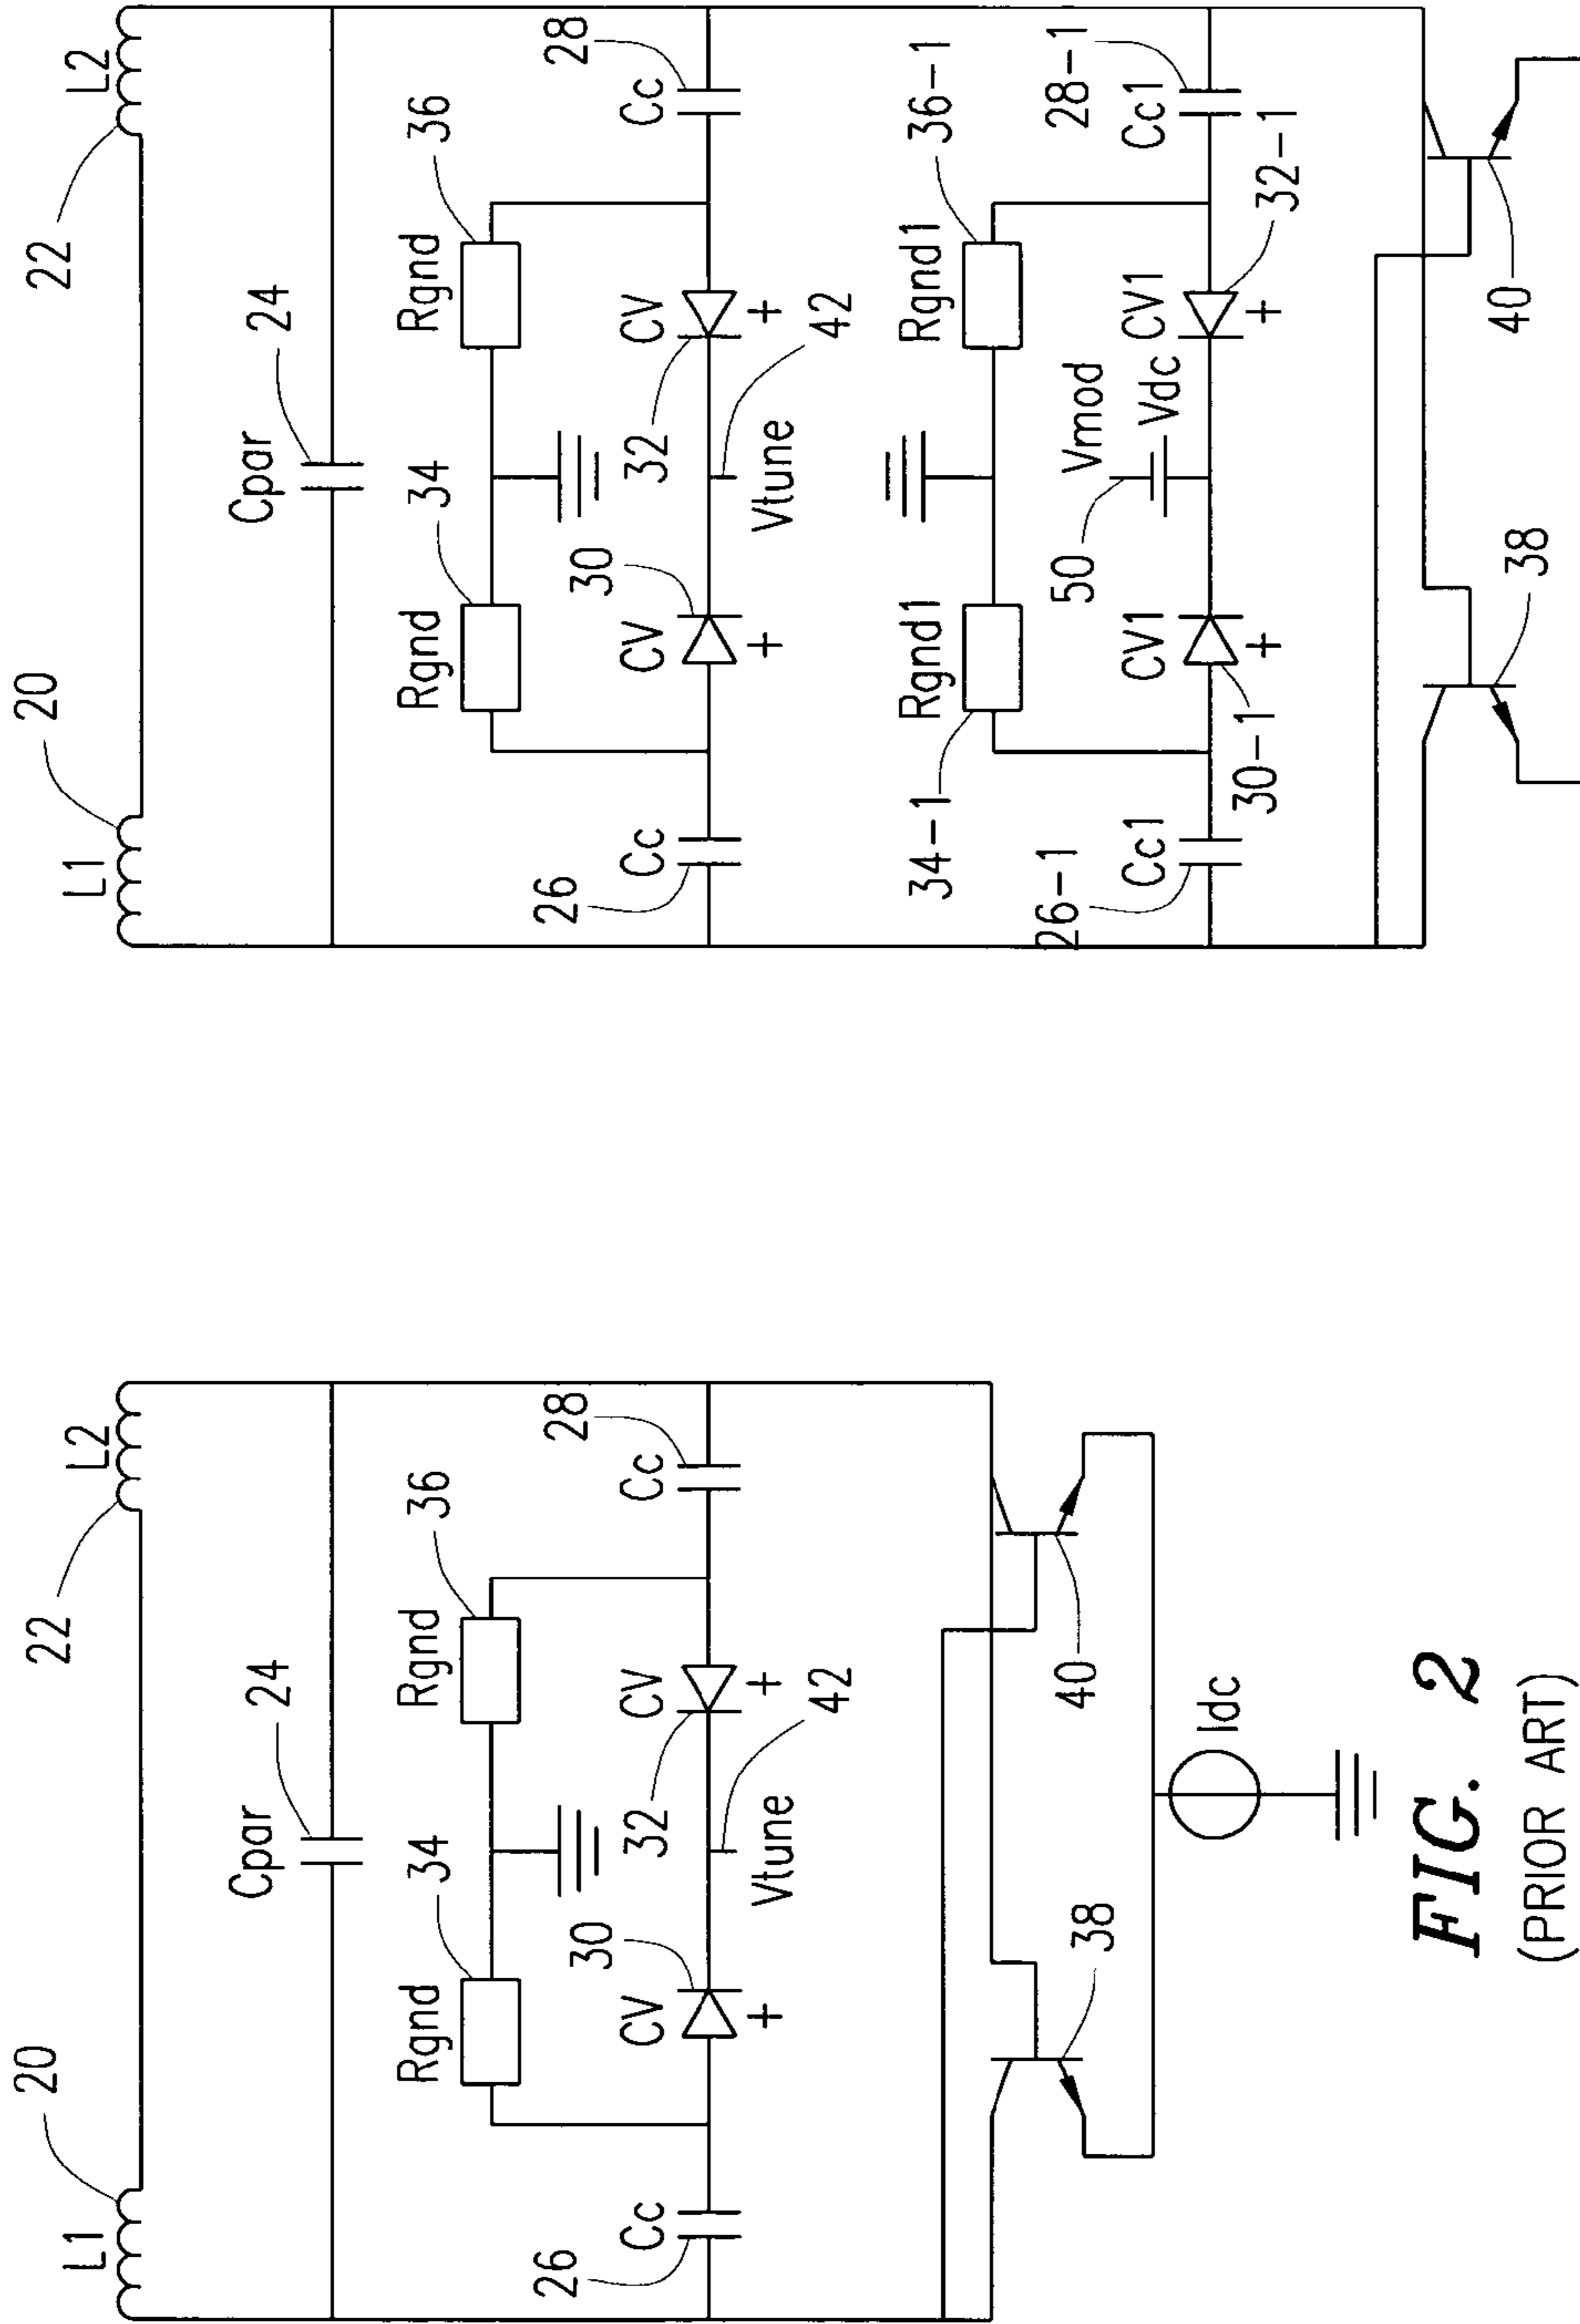 20
L1
22
L2
Cpar
24
34
Rgnd
36
Rgnd
26
Cc
CV
30
32
CV
Cc
28
+
+
Vtune
42
38
40
Idc
FIG. 2
(PRIOR ART)
20
L1
22
L2
Cpar
24
34
Rgnd
36
Rgnd
26
Cc
CV
30
32
CV
Cc
28
+
+
Vtune
42
34-1
Rgnd1
Rgnd1
36-1
26-1
Cc1
CV1
50
Vmod
Vdc
CV1
Cc1
28-1
30-1
+
+
32-1
38
40